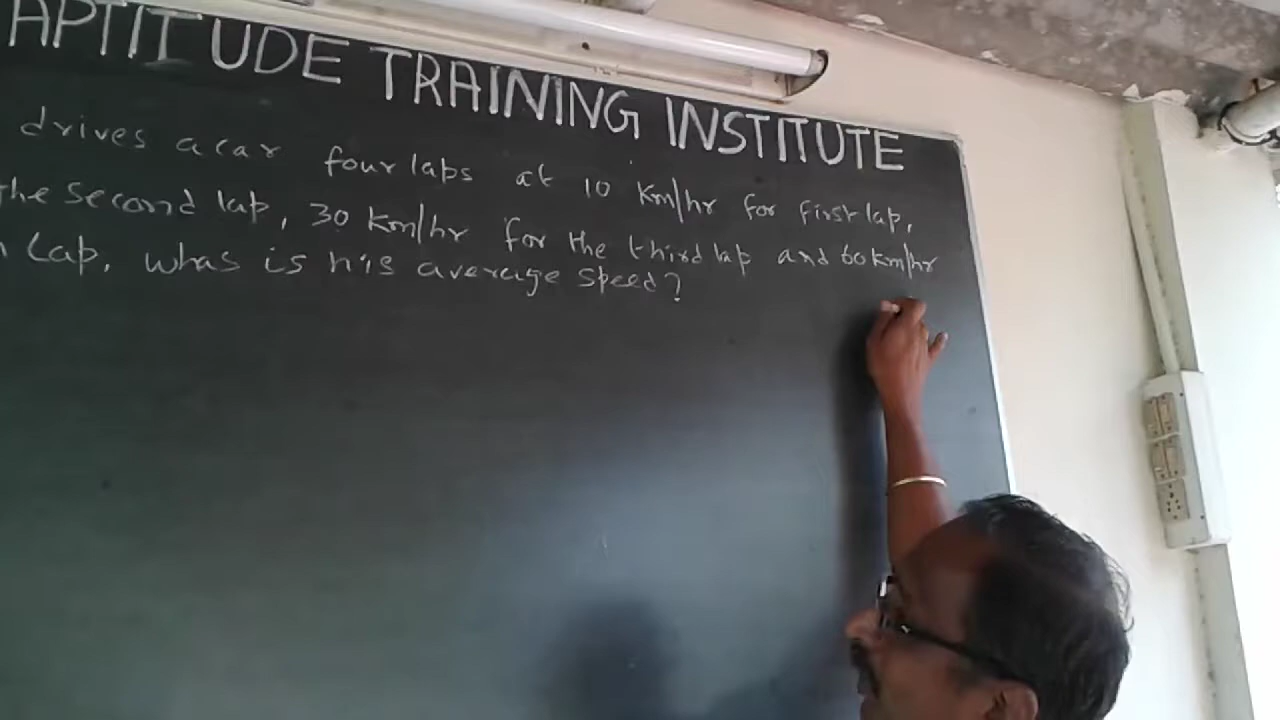 APTITUDE TRAINING INSTITUTE
drives a car four laps at 10 Km/hr for first lap,
the second lap, 30 Km/hr for the third lap and 60 Km/hr
Lap. whas is his average speed?